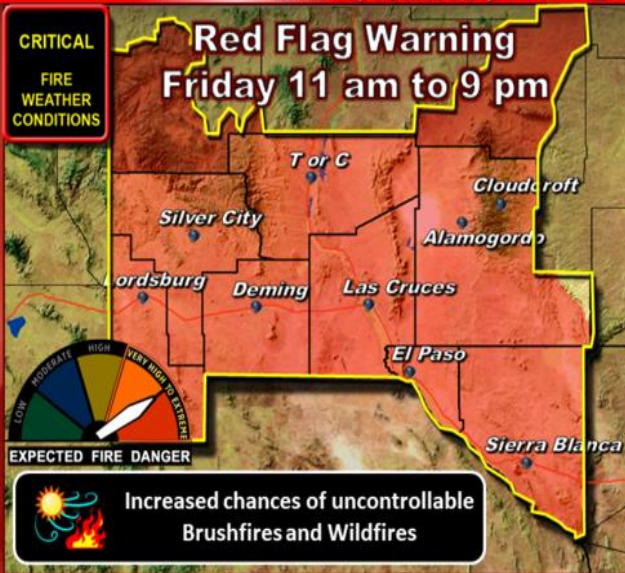 CRITICAL
FIRE
WEATHER
CONDITIONS
Red Flag Warning
Friday 11 am to 9 pm
T or C
Cloudcroft
Silver City
Alamogordo
Lordsburg
Deming
Las Cruces
El Paso
Sierra Blanca
LOW
MODERATE
HIGH
VERY HIGH TO EXTREME
EXPECTED FIRE DANGER
Increased chances of uncontrollable
Brushfires and Wildfires